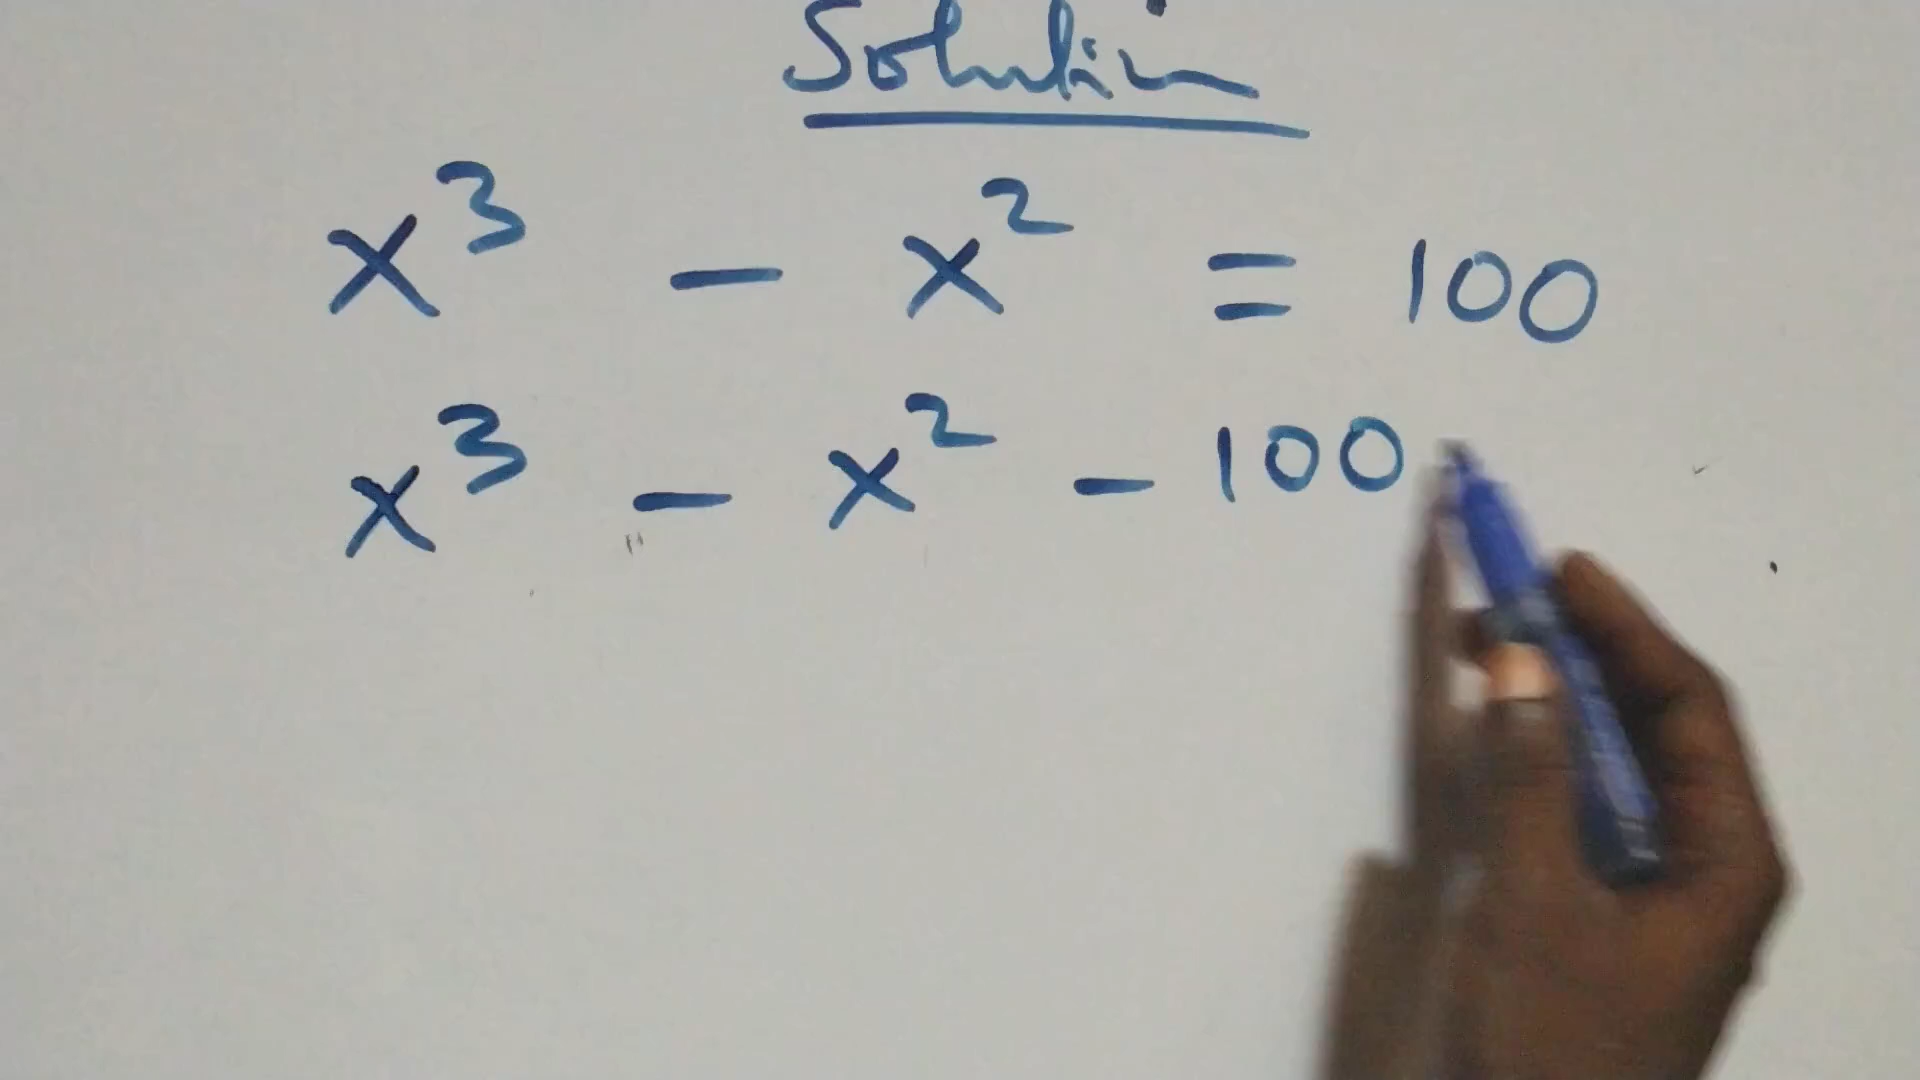 Solution
x³ - x² = 100
x³ - x² - 100